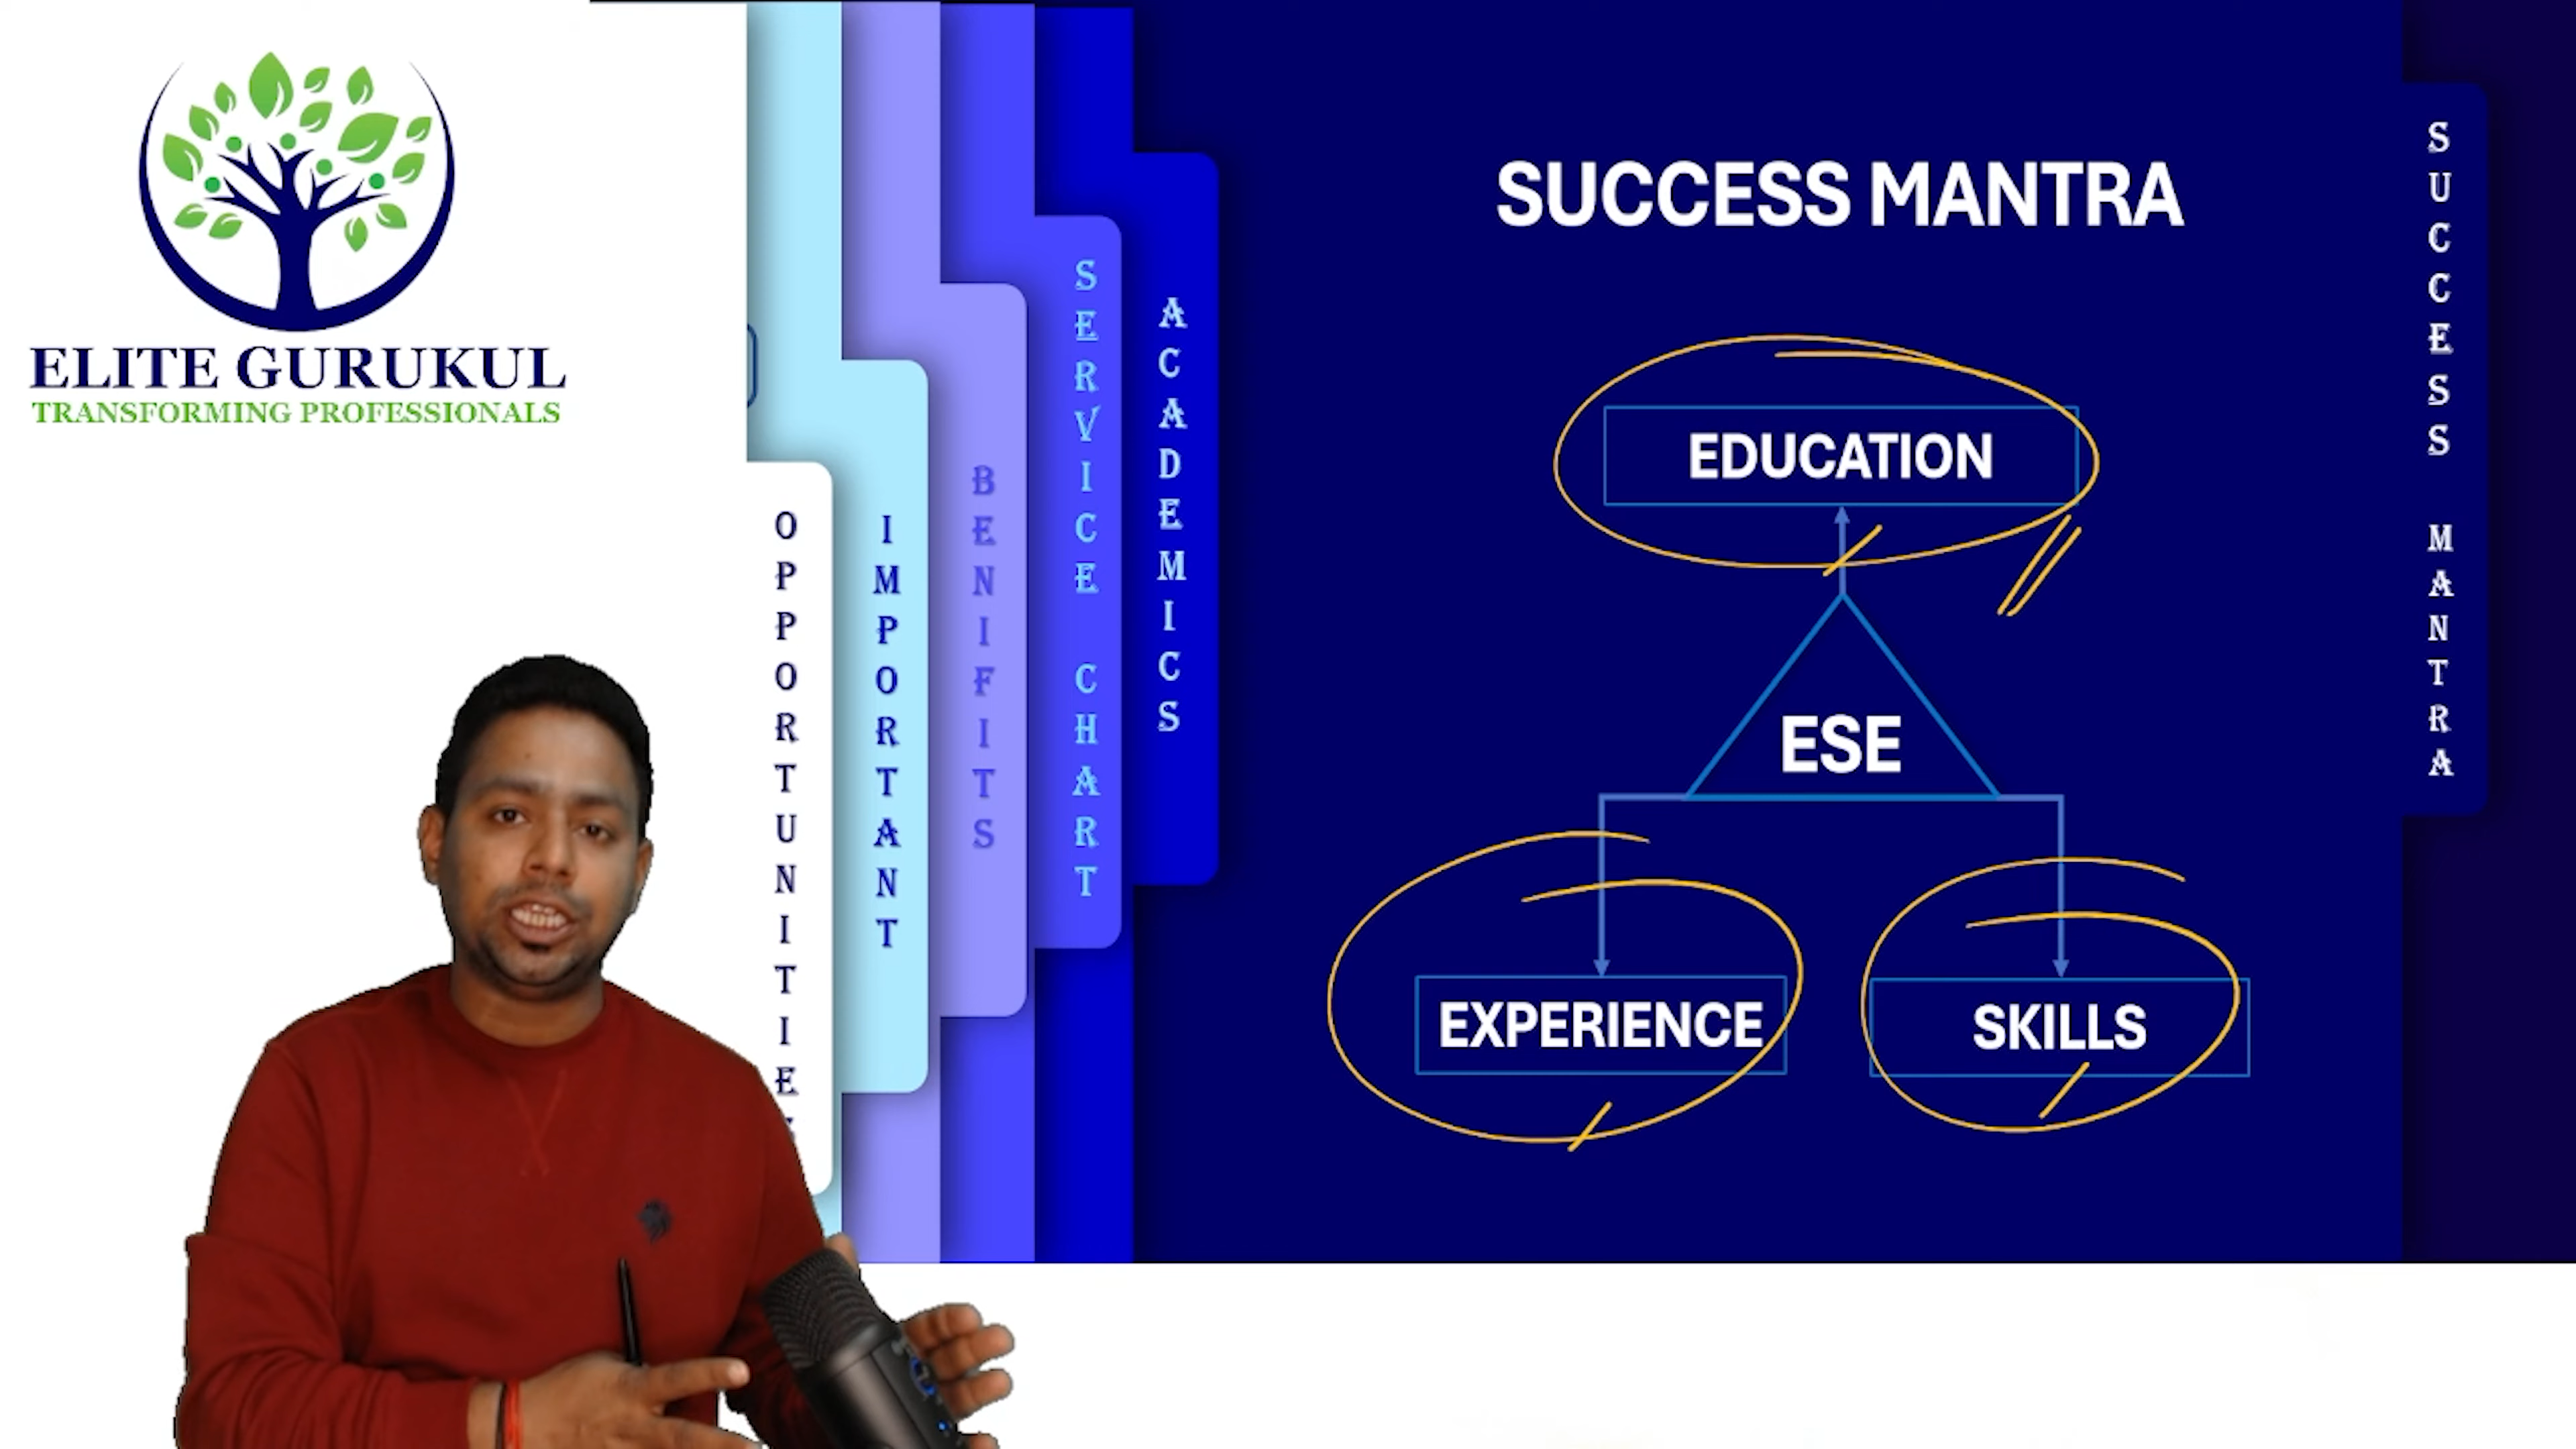 ELITE GURUKUL
TRANSFORMING PROFESSIONALS
OPPORTUNITIE
IMPORTANT
BENIFITS
SERVICE CHART
ACADEMICS
SUCCESS MANTRA
EDUCATION
ESE
EXPERIENCE
SKILLS
SUCCESS MANTRA